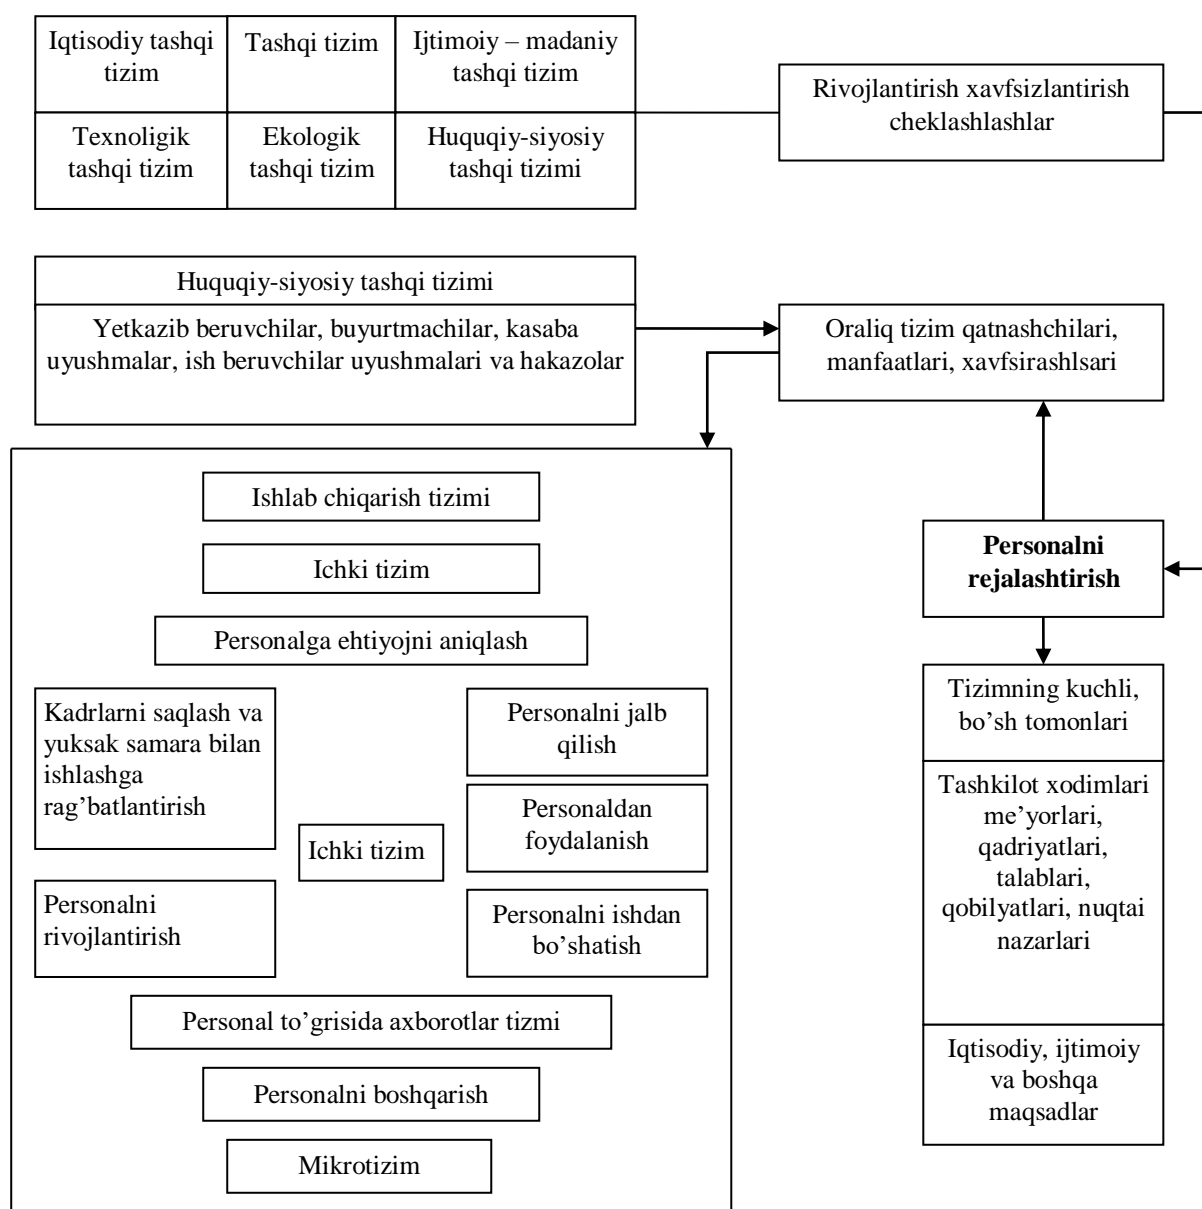 Iqtisodiy tashqi
tizim
Tashqi tizim
Ijtimoiy – madaniy
tashqi tizim
Texnoligik
tashqi tizim
Ekologik
tashqi tizim
Huquqiy-siyosiy
tashqi tizimi
Rivojlantirish xavfsizlantirish
cheklashlashlar
Huquqiy-siyosiy tashqi tizimi
Yetkazib beruvchilar, buyurtmachilar, kasaba
uyushmalar, ish beruvchilar uyushmalari va hakazolar
Oraliq tizim qatnashchilari,
manfaatlari, xavfsirashlsari
Ishlab chiqarish tizimi
Ichki tizim
Personalga ehtiyojni aniqlash
Kadrlarni saqlash va
yuksak samara bilan
ishlashga
rag’batlantirish
Personalni jalb
qilish
Personaldan
foydalanish
Ichki tizim
Personalni
rivojlantirish
Personalni ishdan
bo’shatish
Personal to’grisida axborotlar tizmi
Personalni boshqarish
Mikrotizim
Personalni
rejalashtirish
Tizimning kuchli,
bo’sh tomonlari
Tashkilot xodimlari
me’yorlari,
qadriyatlari,
talablari,
qobilyatlari, nuqtai
nazarlari
Iqtisodiy, ijtimoiy
va boshqa
maqsadlar